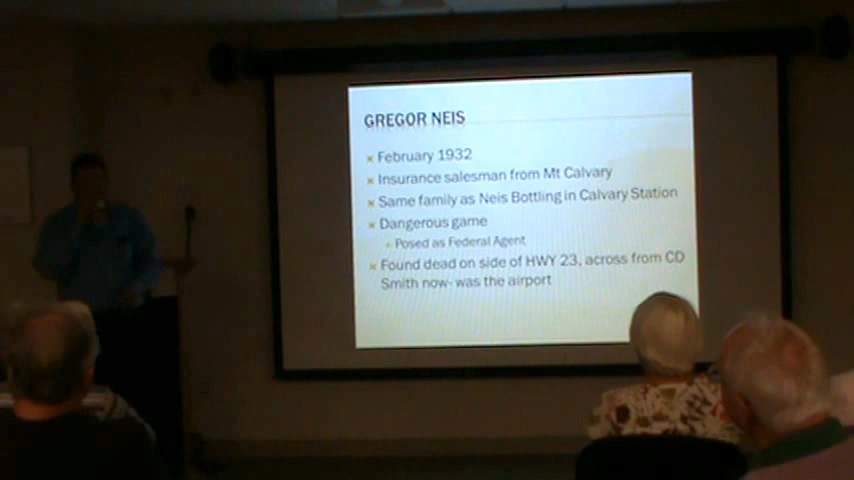 GREGOR NEIS
February 1932
Insurance salesman from Mt Calvary
Same family as Neis Bottling in Calvary Station
Dangerous game
Posed as Federal Agent
Found dead on side of HWY 23, across from CD
Smith now- was the airport